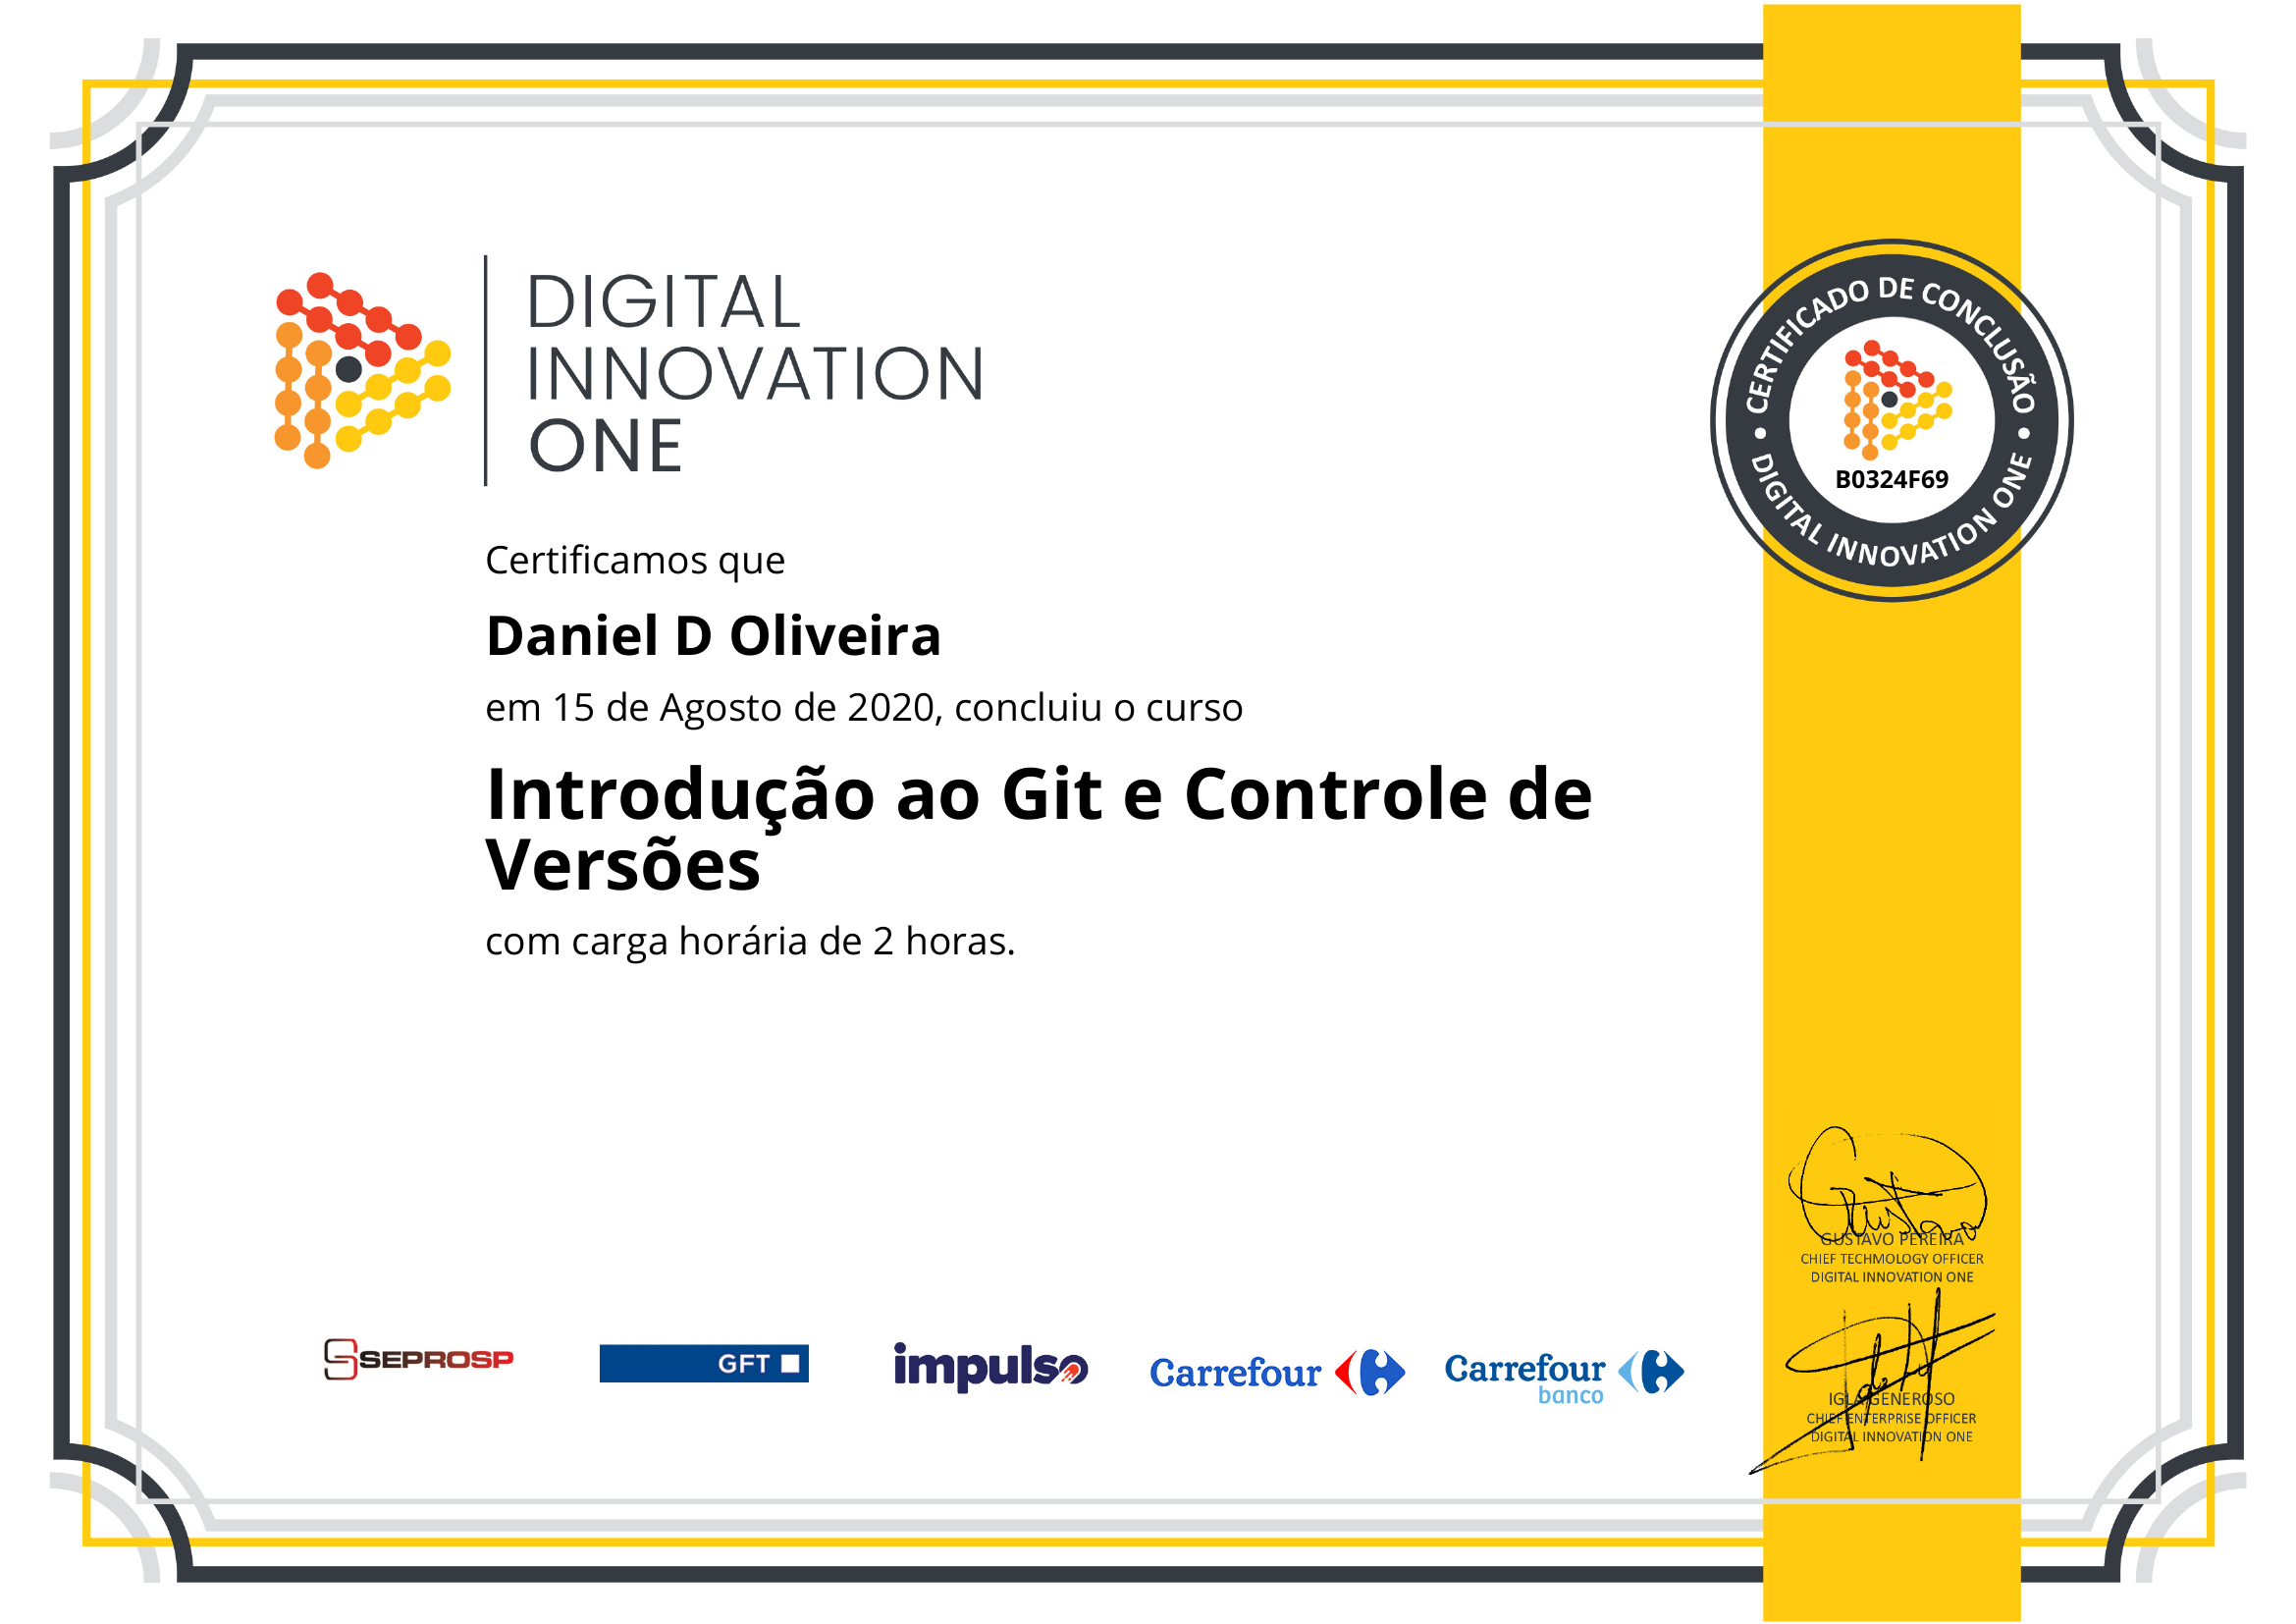 DIGITAL
INNOVATION
ONE
CERTIFICADO DE CONCLUSÃO
B0324F69
DIGITAL INNOVATION ONE
Certificamos que
Daniel D Oliveira
em 15 de Agosto de 2020, concluiu o curso
Introdução ao Git e Controle de
Versões
com carga horária de 2 horas.
Gustavo
GUSTAVO PEREIRA
CHIEF TECHMOLOGY OFFICER
DIGITAL INNOVATION ONE
IGLA GENEROSO
CHIEF ENTERPRISE OFFICER
DIGITAL INNOVATION ONE
SEPROSP
GFT
impulso
Carrefour
Carrefour
banco